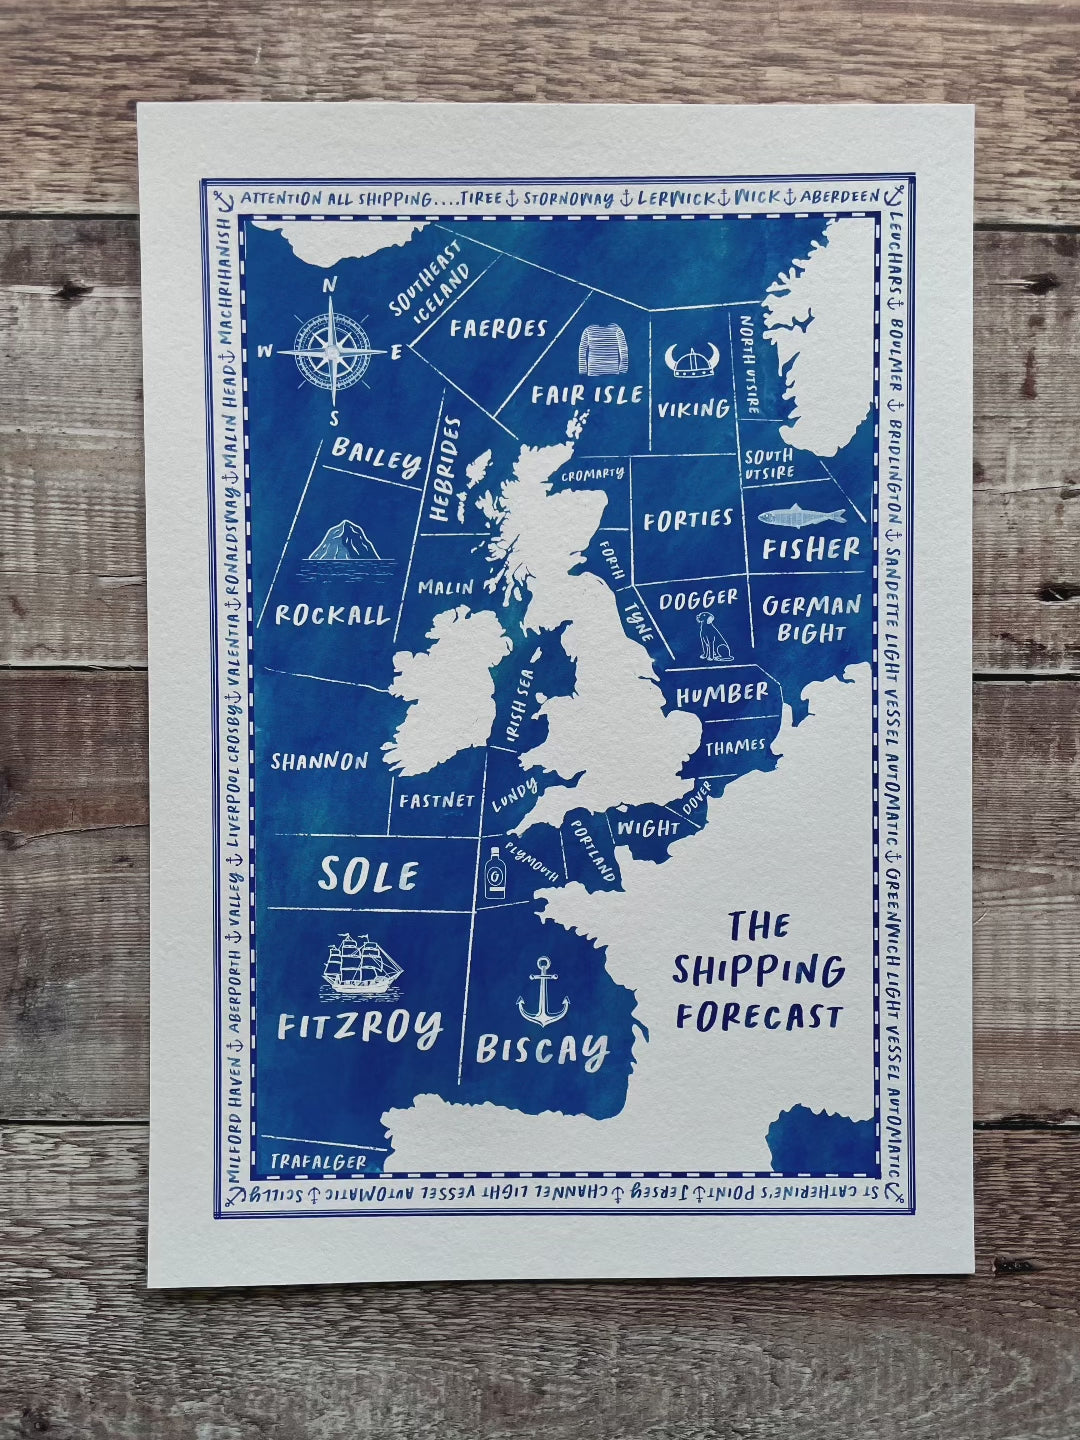 ATTENTION ALL SHIPPING....TIREE STORNOWAY LERWICK WICK ABERDEEN
LEUCHARS BOULMER BRIDLINGTON SANDETTE LIGHT VESSEL AUTOMATIC GREENWICH LIGHT VESSEL AUTOMATIC
ST CATHERINE'S POINT JERSEY CHANNEL LIGHT VESSEL AUTOMATIC SCILLY
MILFORD HAVEN ABERPORTH VALLEY LIVERPOOL CROSBY VALENTIA RONALDSWAY MALIN HEAD MACHRIHANISH
N
W E
S
SOUTHEAST
ICELAND
FAEROES
FAIR ISLE
VIKING
NORTH UTSIRE
SOUTH
UTSIRE
BAILEY
HEBRIDES
CROMARTY
FORTIES
FISHER
ROCKALL
MALIN
FORTH
TYNE
DOGGER
GERMAN
BIGHT
IRISH SEA
HUMBER
THAMES
SHANNON
FASTNET
LUNDY
DOVER
WIGHT
PORTLAND
PLYMOUTH
G
SOLE
FITZROY
BISCAY
TRAFALGER
THE
SHIPPING
FORECAST